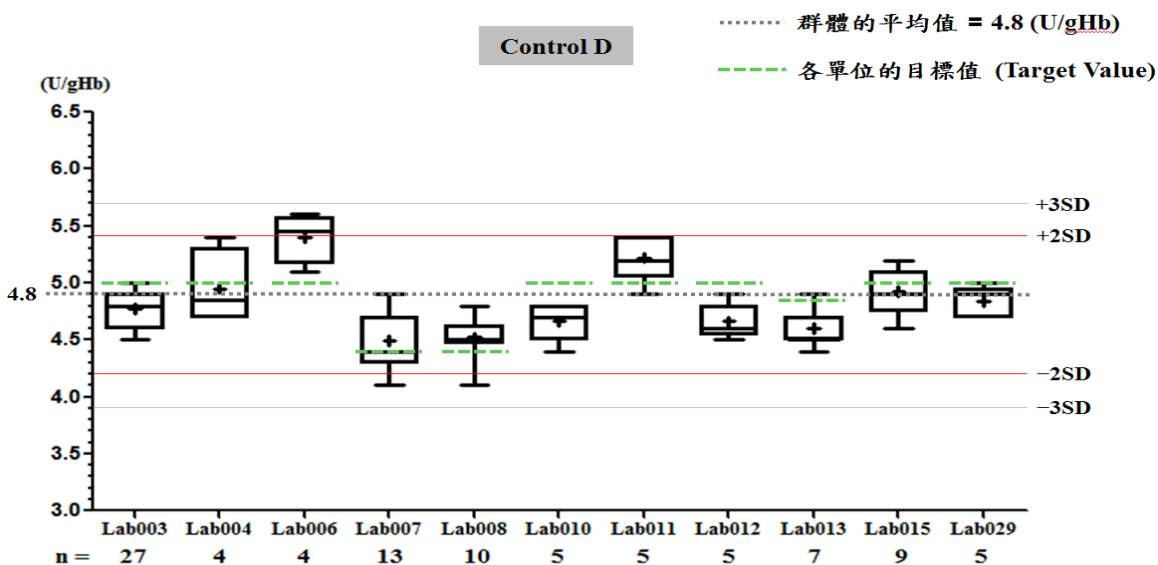 Control D
群體的平均值 = 4.8 (U/gHb)
各單位的目標值 (Target Value)
(U/gHb)
6.5
6.0
5.5
5.0
4.8
4.5
4.0
3.5
3.0
+3SD
+2SD
−2SD
−3SD
Lab003 Lab004 Lab006 Lab007 Lab008 Lab010 Lab011 Lab012 Lab013 Lab015 Lab029
n = 27 4 4 13 10 5 5 5 7 9 5